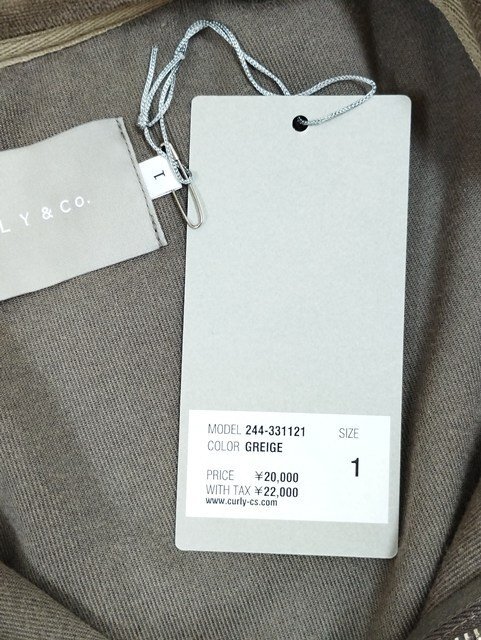 LY & Co.
1
MODEL 244-331121
COLOR GREIGE
SIZE
1
PRICE ¥20,000
WITH TAX ¥22,000
www.curly-cs.com